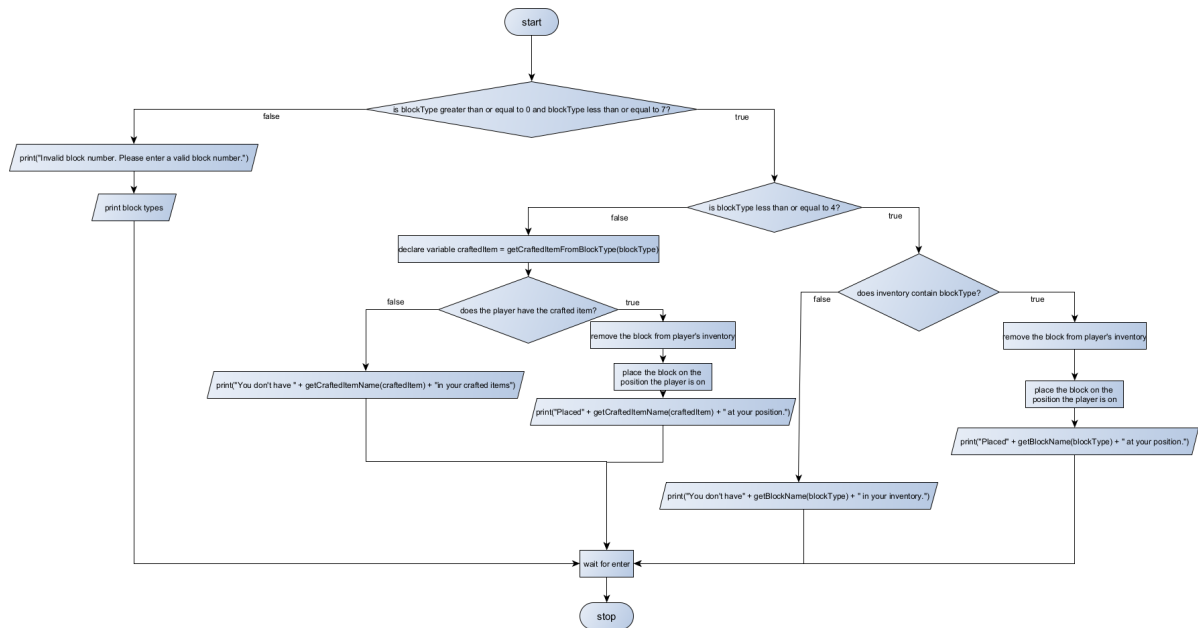 start
is blockType greater than or equal to 0 and blockType less than or equal to 7?
false
true
print("Invalid block number. Please enter a valid block number.")
print block types
is blockType less than or equal to 4?
false
true
declare variable craftedItem = getCraftedItemFromBlockType(blockType)
does the player have the crafted item?
false
true
remove the block from player's inventory
place the block on the
position the player is on
print("You don't have " + getCraftedItemName(craftedItem) + "in your crafted items")
print("Placed" + getCraftedItemName(craftedItem) + " at your position.")
does inventory contain blockType?
false
true
remove the block from player's inventory
place the block on the
position the player is on
print("Placed" + getBlockName(blockType) + " at your position.")
print("You don't have" + getBlockName(blockType) + " in your inventory.")
wait for enter
stop